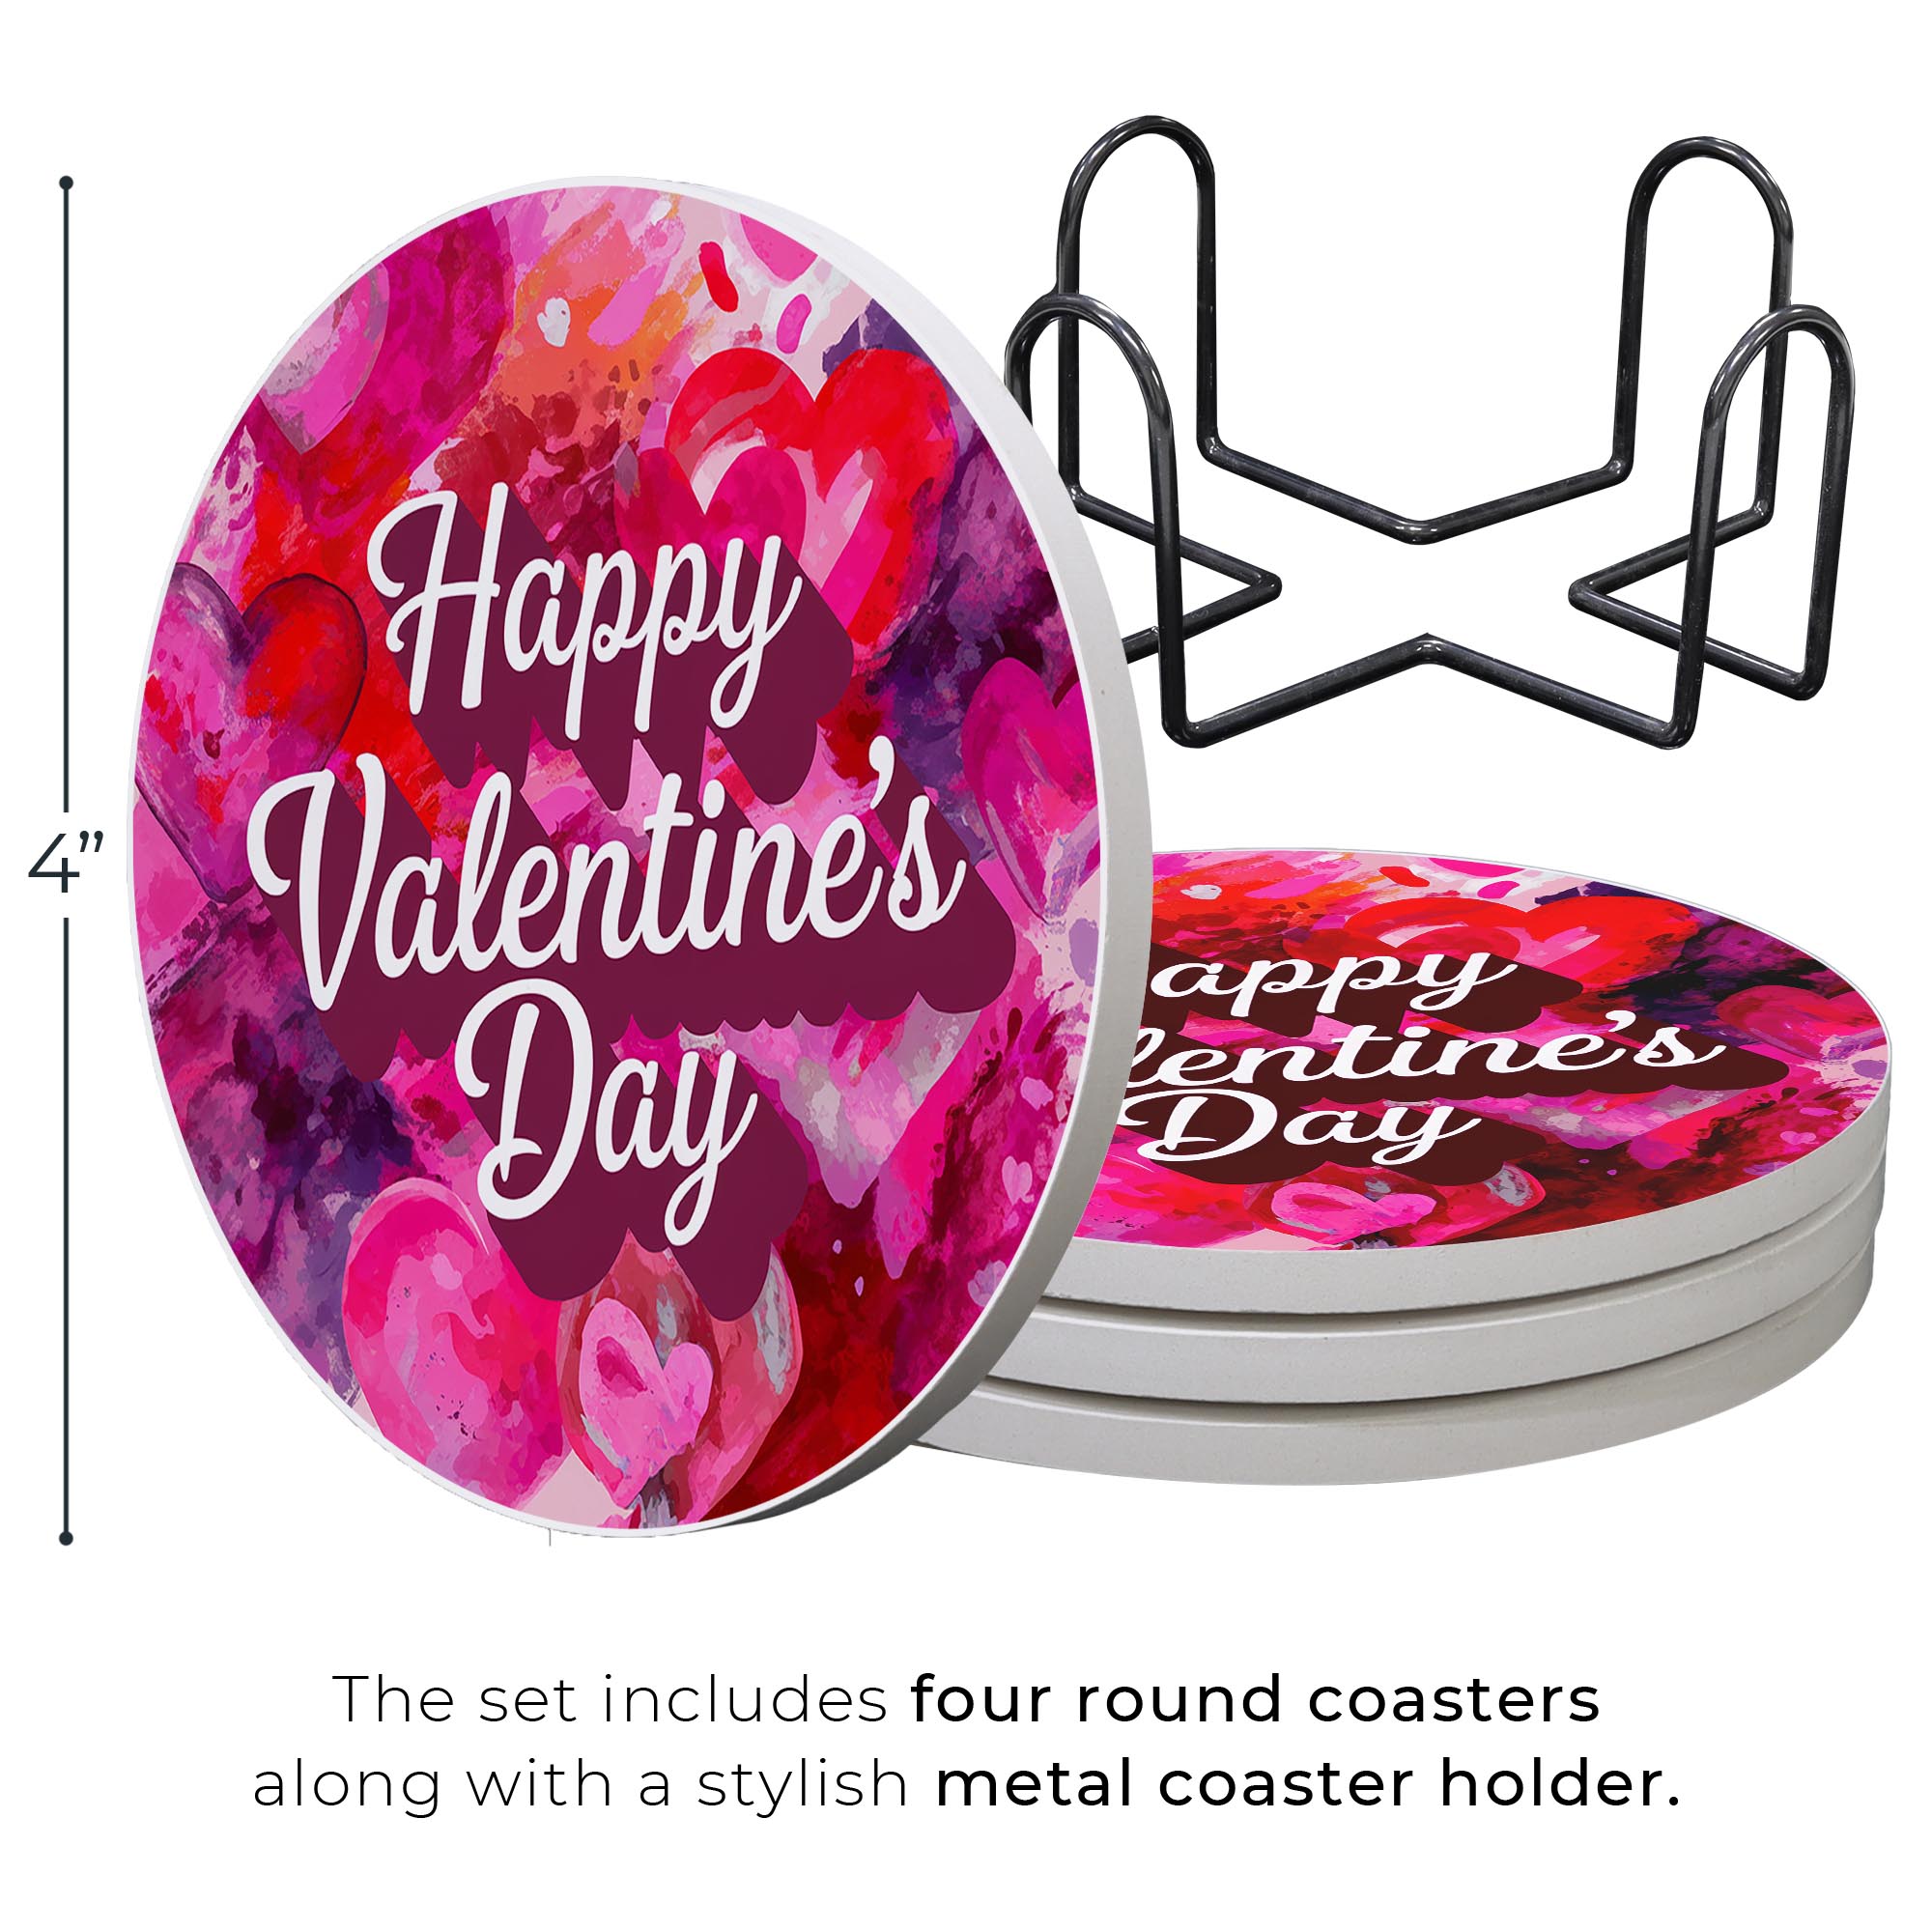 Happy
Valentine's
Day
4”
appy
lentine's
Day
The set includes four round coasters
along with a stylish metal coaster holder.